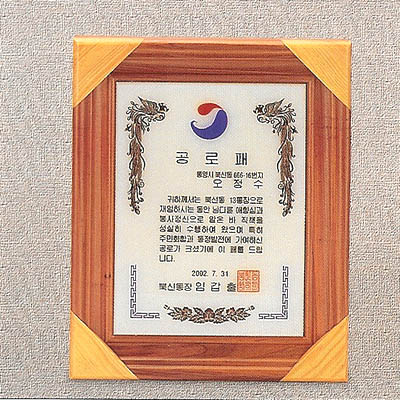 공로패
통영시 북신동 666-16번지
오정수
귀하께서는 북신동 13통장으로
재임하시는 동안 남다른 애향심과
봉사정신으로 맡은 바 직책을
성실히 수행하여 왔으며 특히
주민화합과 동정발전에 기여하신
공로가 크셨기에 이 패를 드립
니다.
2002. 7. 31
북신동장 임갑출